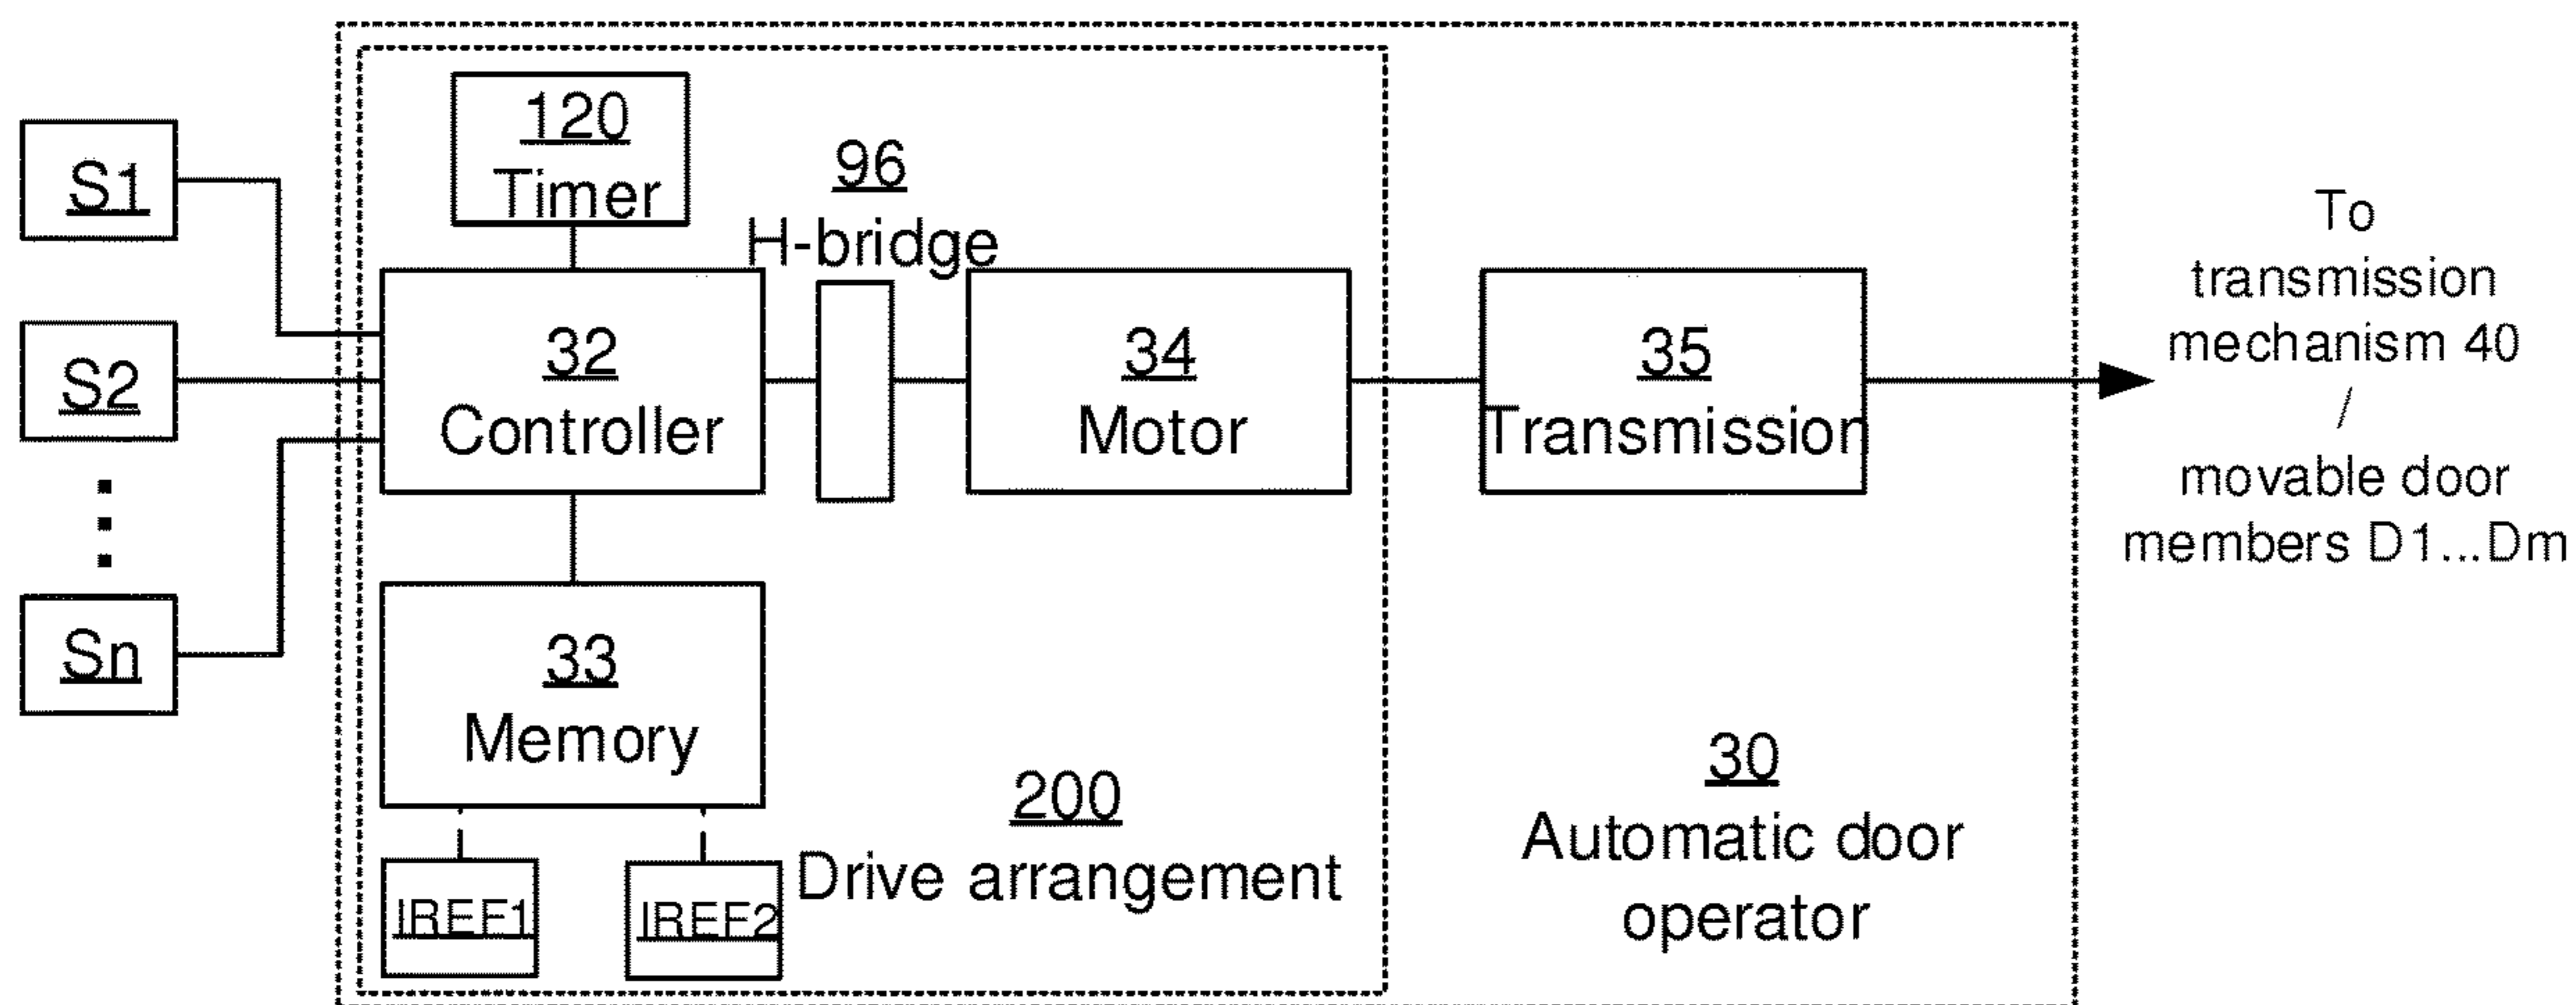 120
Timer
96
H-bridge
S1
S2
Sn
32
Controller
34
Motor
35
Transmission
To
transmission
mechanism 40
/
movable door
members D1...Dm
33
Memory
IREF1
IREF2
200
Drive arrangement
30
Automatic door
operator